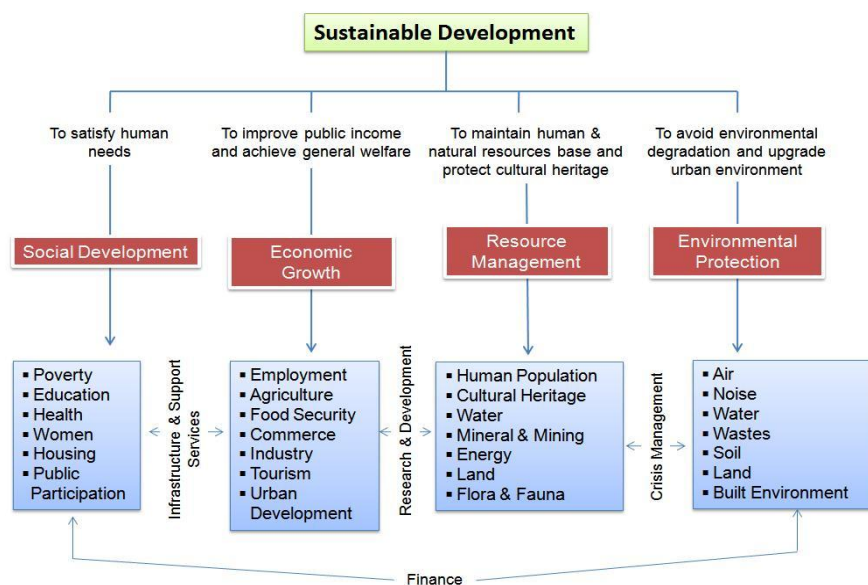 Sustainable Development
To satisfy human
needs
To improve public income
and achieve general welfare
To maintain human &
natural resources base and
protect cultural heritage
To avoid environmental
degradation and upgrade
urban environment
Social Development
Economic
Growth
Resource
Management
Environmental
Protection
▪ Poverty
▪ Education
▪ Health
▪ Women
▪ Housing
▪ Public
Participation
Infrastructure & Support
Services
▪ Employment
▪ Agriculture
▪ Food Security
▪ Commerce
▪ Industry
▪ Tourism
▪ Urban
Development
Research & Development
▪ Human Population
▪ Cultural Heritage
▪ Water
▪ Mineral & Mining
▪ Energy
▪ Land
▪ Flora & Fauna
Crisis Management
▪ Air
▪ Noise
▪ Water
▪ Wastes
▪ Soil
▪ Land
▪ Built Environment
Finance